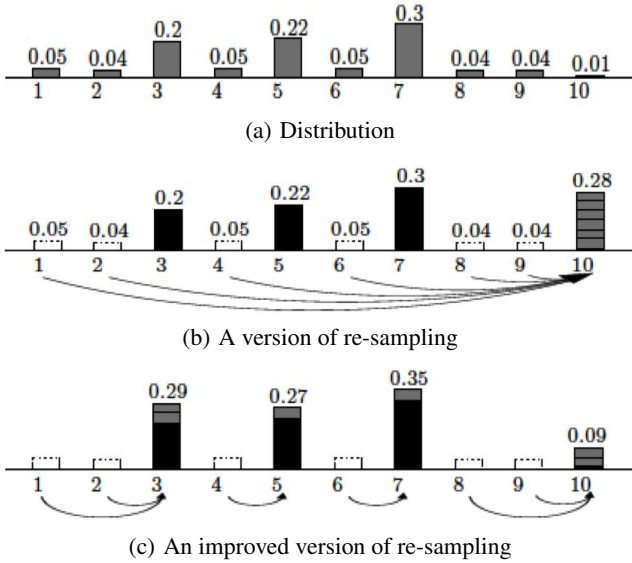 0.05 0.04 0.2 0.05 0.22 0.05 0.3 0.04 0.04 0.01
1 2 3 4 5 6 7 8 9 10
(a) Distribution
0.05 0.04 0.2 0.05 0.22 0.05 0.3 0.04 0.04 0.28
1 2 3 4 5 6 7 8 9 10
(b) A version of re-sampling
0.29 0.27 0.35 0.09
1 2 3 4 5 6 7 8 9 10
(c) An improved version of re-sampling